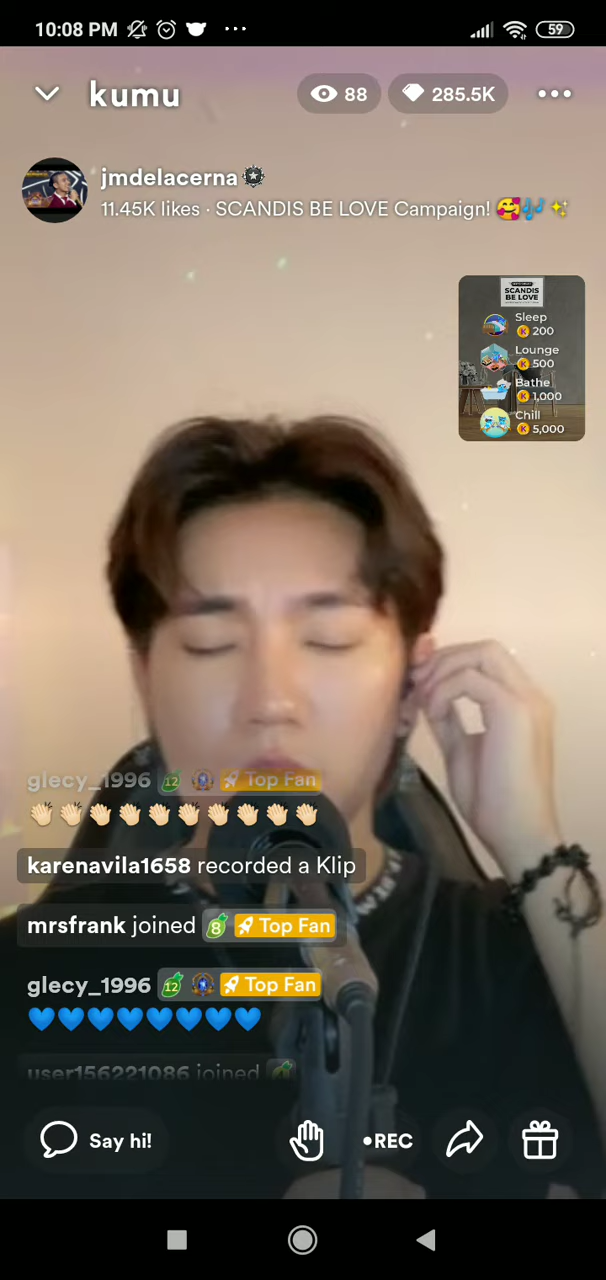 10:08 PM
59
kumu
88
285.5K
jmdelacerna
11.45K likes · SCANDIS BE LOVE Campaign! 🥰🎶✨
SCANDIS
BE LOVE
Sleep
K 200
Lounge
K 500
Bathe
K 1,000
Chill
K 5,000
glecy_1996 12 Top Fan
👏🏻👏🏻👏🏻👏🏻👏🏻👏🏻👏🏻👏🏻👏🏻👏🏻
karenavila1658 recorded a Klip
mrsfrank joined 8 Top Fan
glecy_1996 12 Top Fan
💙💙💙💙💙💙💙💙
user156221086 joined
Say hi!
•REC